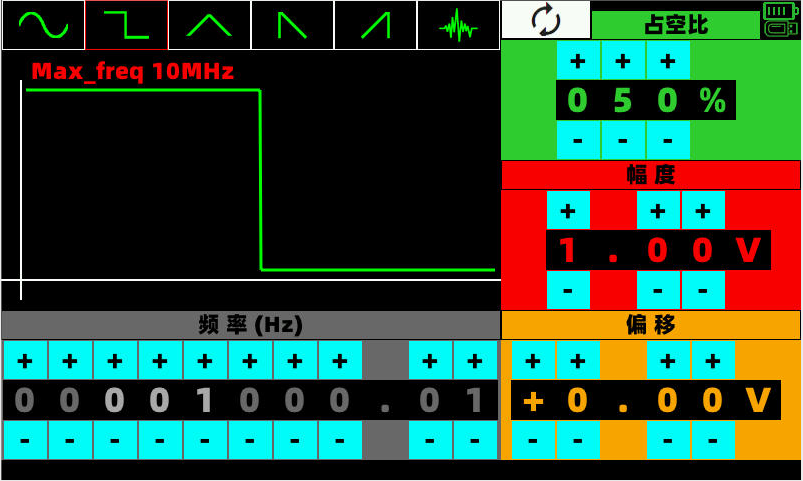 占空比
+ + +
0 5 0 %
- - -
Max_freq 10MHz
幅 度
+ + +
1 . 0 0 V
- - -
频 率 (Hz)
+ + + + + + + + + +
0 0 0 0 1 0 0 0 . 0 1
- - - - - - - - - -
偏 移
+ + + +
+ 0 . 0 0 V
- - - -